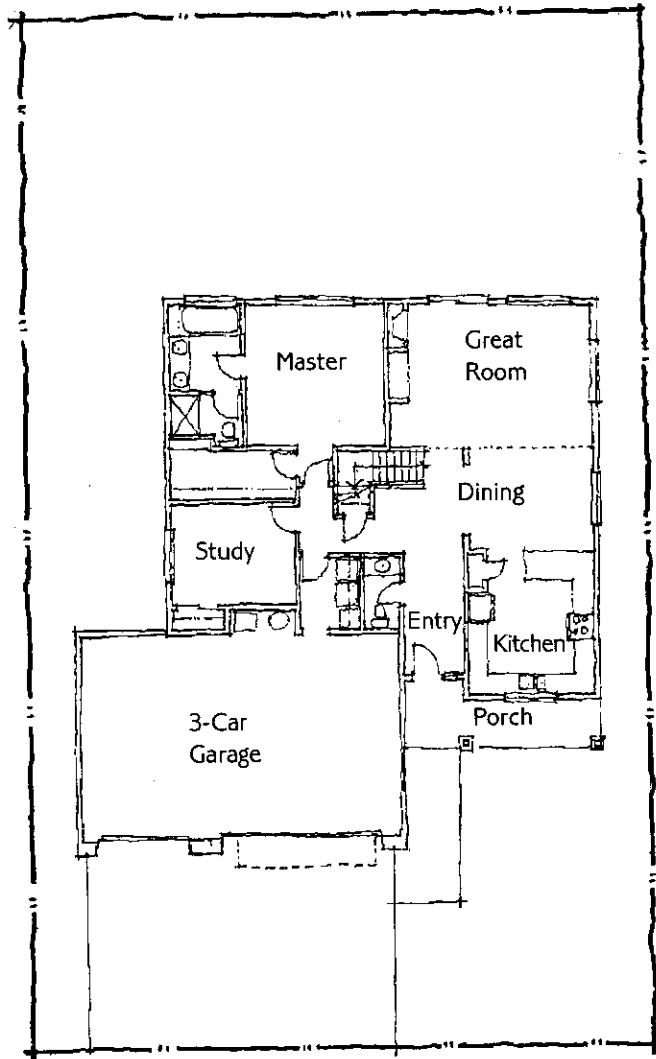 Master
Great
Room
Dining
Study
Entry
Kitchen
Porch
3-Car
Garage